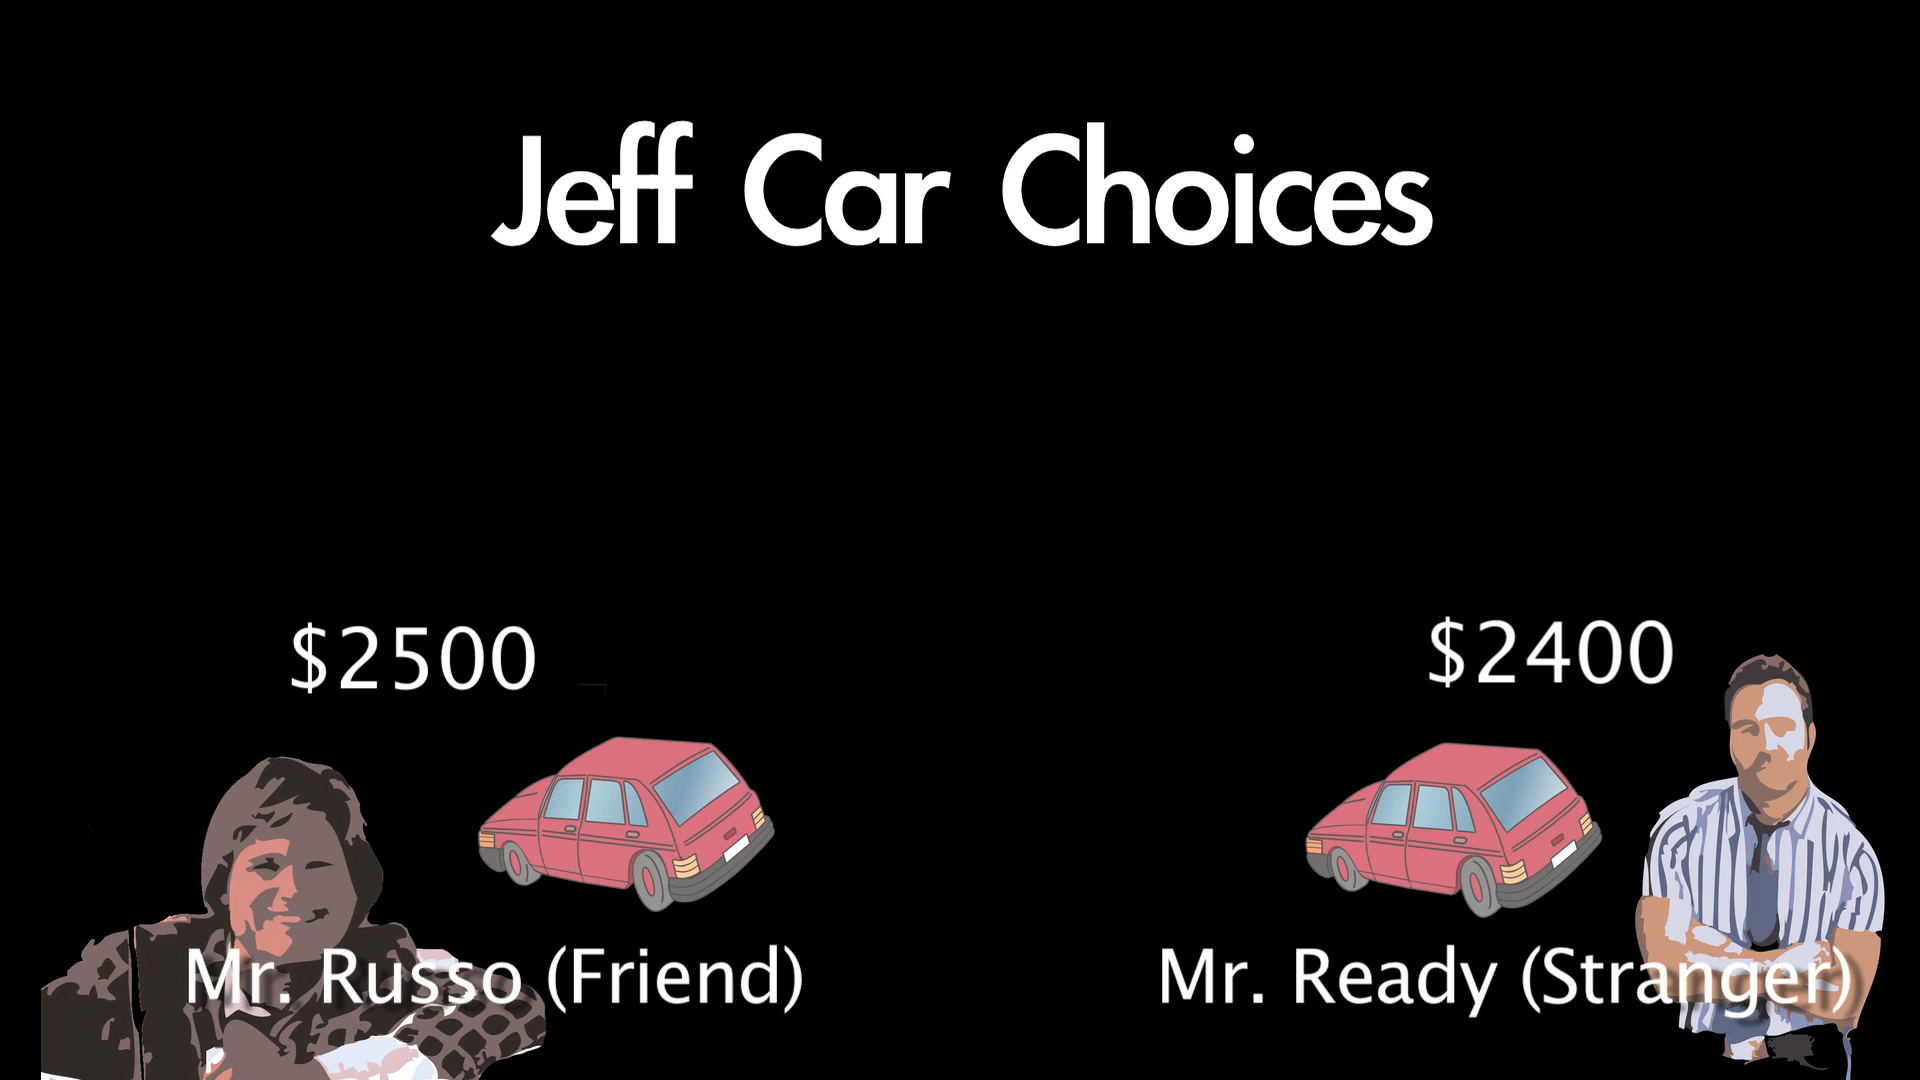 Jeff Car Choices
$2500
$2400
Mr. Russo (Friend)
Mr. Ready (Stranger)